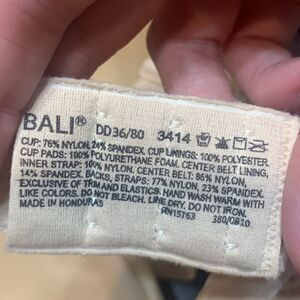 BALI® DD36/80 3414
CUP: 76% NYLON, 24% SPANDEX. CUP LININGS: 100% POLYESTER.
CUP PADS: 100% POLYURETHANE FOAM. CENTER BELT LINING,
INNER STRAP: 100% NYLON. CENTER BELT: 86% NYLON,
14% SPANDEX. BACKS, STRAPS: 77% NYLON, 23% SPANDEX.
EXCLUSIVE OF TRIM AND ELASTICS. HAND WASH WARM WITH
LIKE COLORS. DO NOT BLEACH. LINE DRY. DO NOT IRON.
MADE IN HONDURAS RN15763 380/GB10